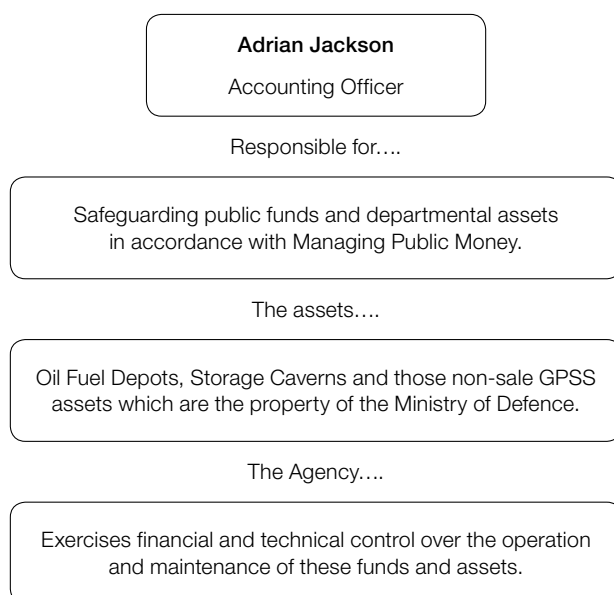 Adrian Jackson
Accounting Officer
Responsible for….
Safeguarding public funds and departmental assets
in accordance with Managing Public Money.
The assets….
Oil Fuel Depots, Storage Caverns and those non-sale GPSS
assets which are the property of the Ministry of Defence.
The Agency….
Exercises financial and technical control over the operation
and maintenance of these funds and assets.